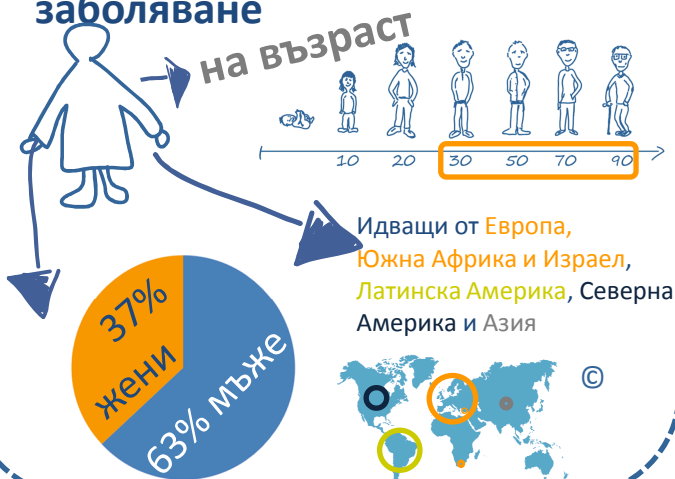 заболяване
на възраст
10 20 30 50 70 90
Идващи от Европа,
Южна Африка и Израел,
Латинска Америка, Северна
Америка и Азия
37%
жени
63% мъже
©